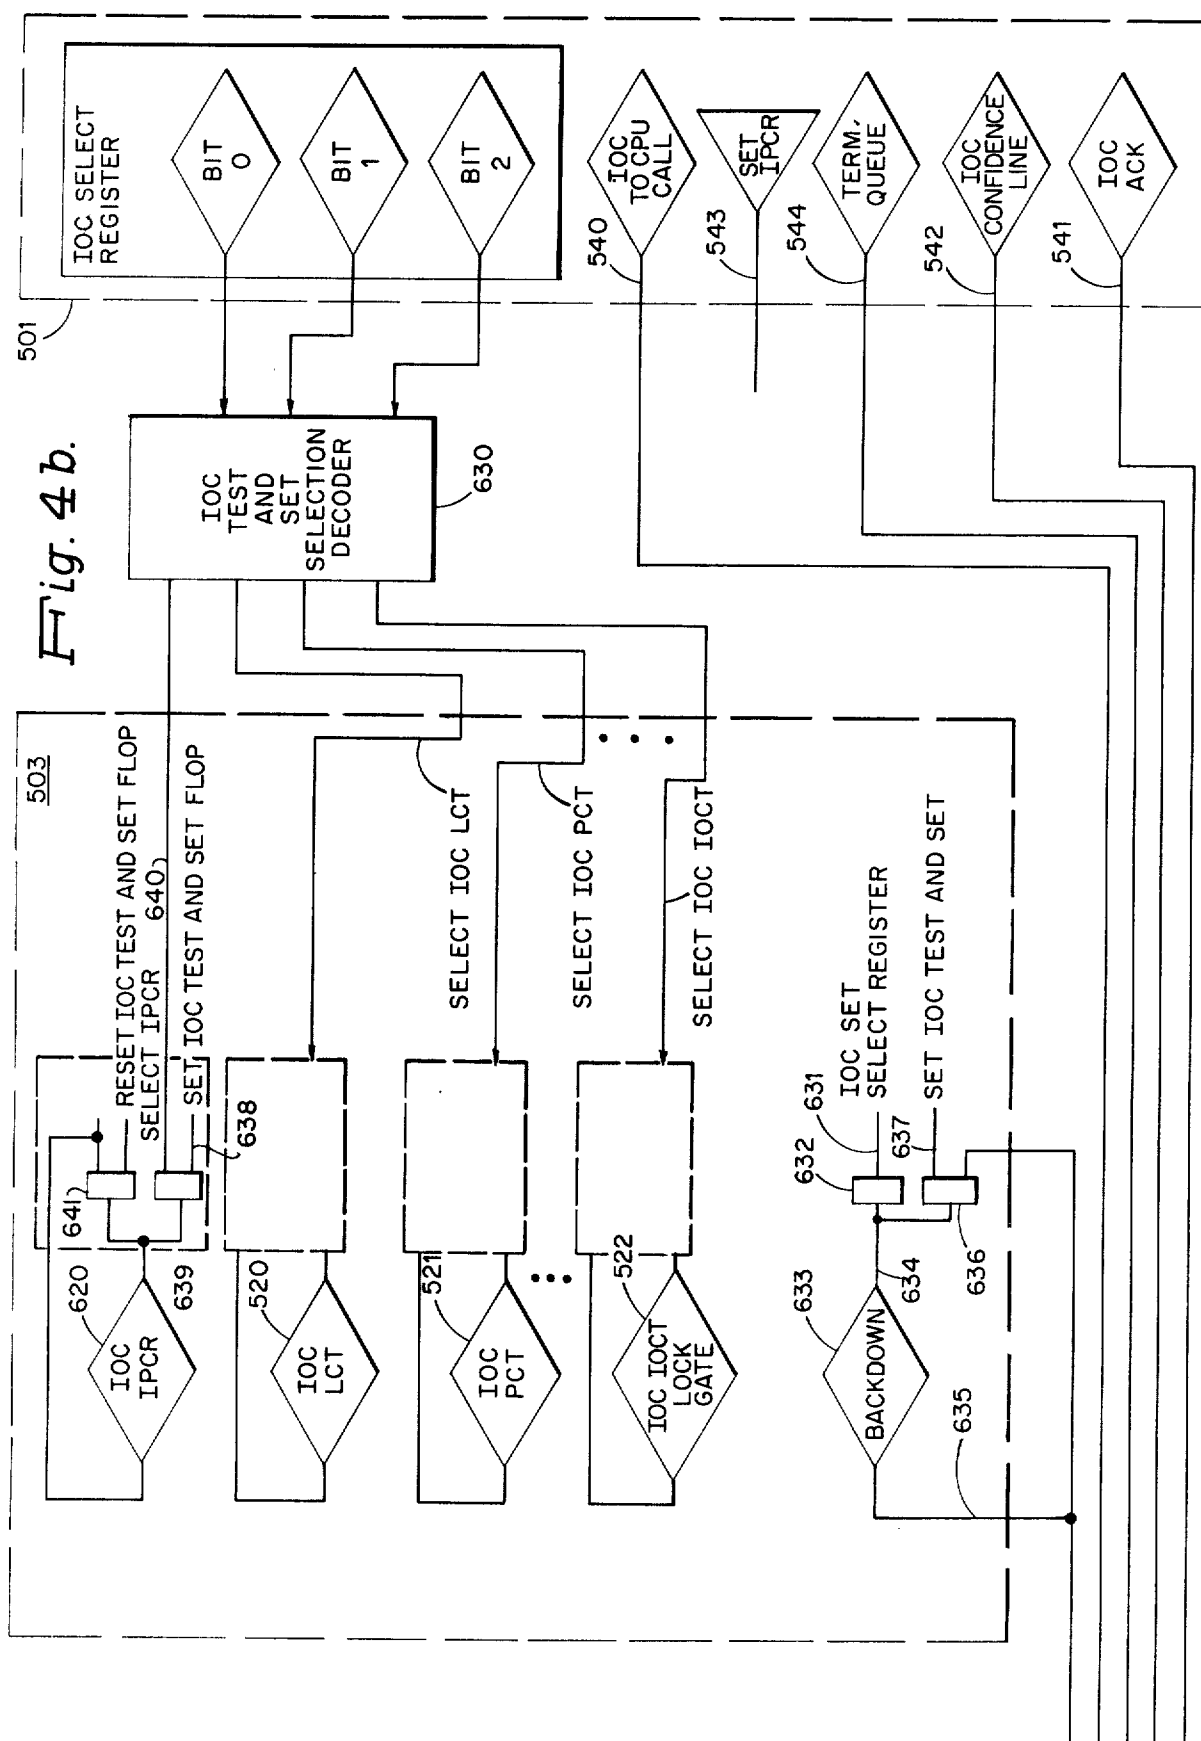 Fig. 4b.
501
IOC SELECT
REGISTER
BIT
0
BIT
1
BIT
2
IOC
TEST
AND
SET
SELECTION
DECODER
630
540
IOC
TO CPU
CALL
543
SET
IPCR
544
TERM.
QUEUE
542
IOC
CONFIDENCE
LINE
541
IOC
ACK
503
RESET IOC TEST AND SET FLOP
SELECT IPCR
640
SET IOC TEST AND SET FLOP
638
641
639
620
IOC
IPCR
SELECT IOC LCT
520
IOC
LCT
SELECT IOC PCT
521
IOC
PCT
SELECT IOC IOCT
522
IOC IOCT
LOCK
GATE
IOC SET
SELECT REGISTER
631
632
SET IOC TEST AND SET
637
636
634
633
BACKDOWN
635